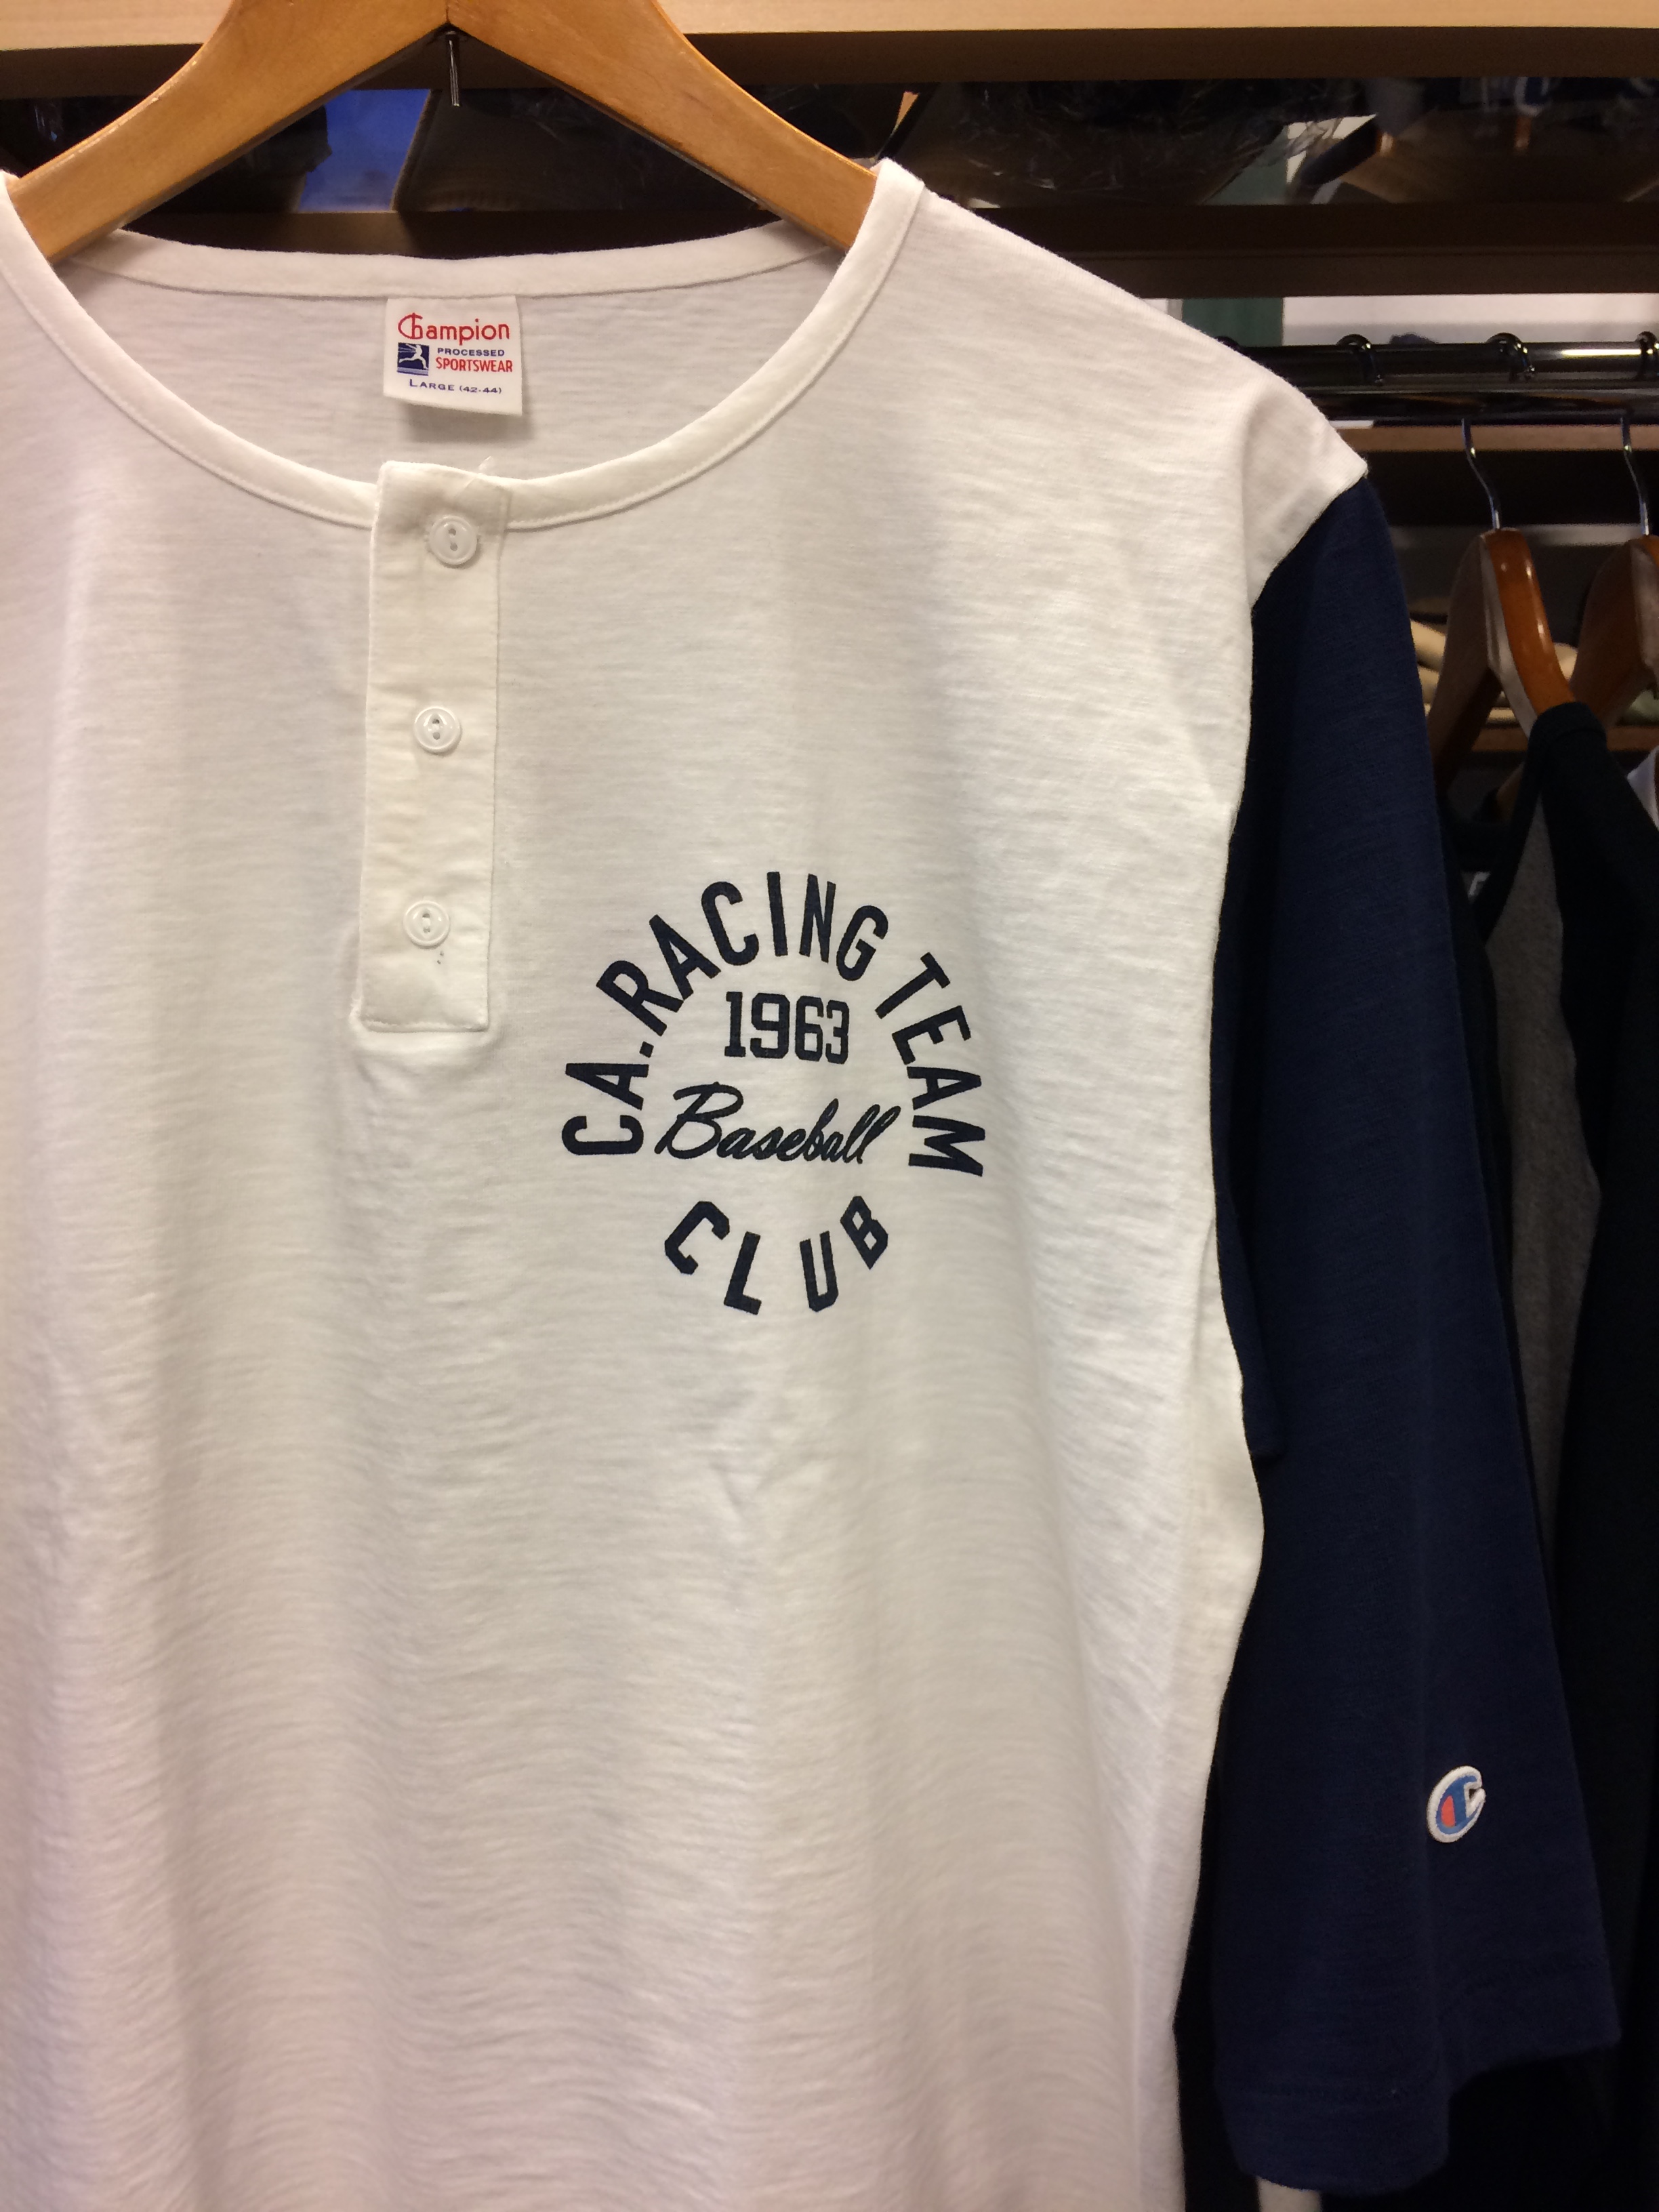 Champion
PROCESSED
SPORTSWEAR
LARGE (42-44)
CA. RACING TEAM
1963
Baseball
CLUB